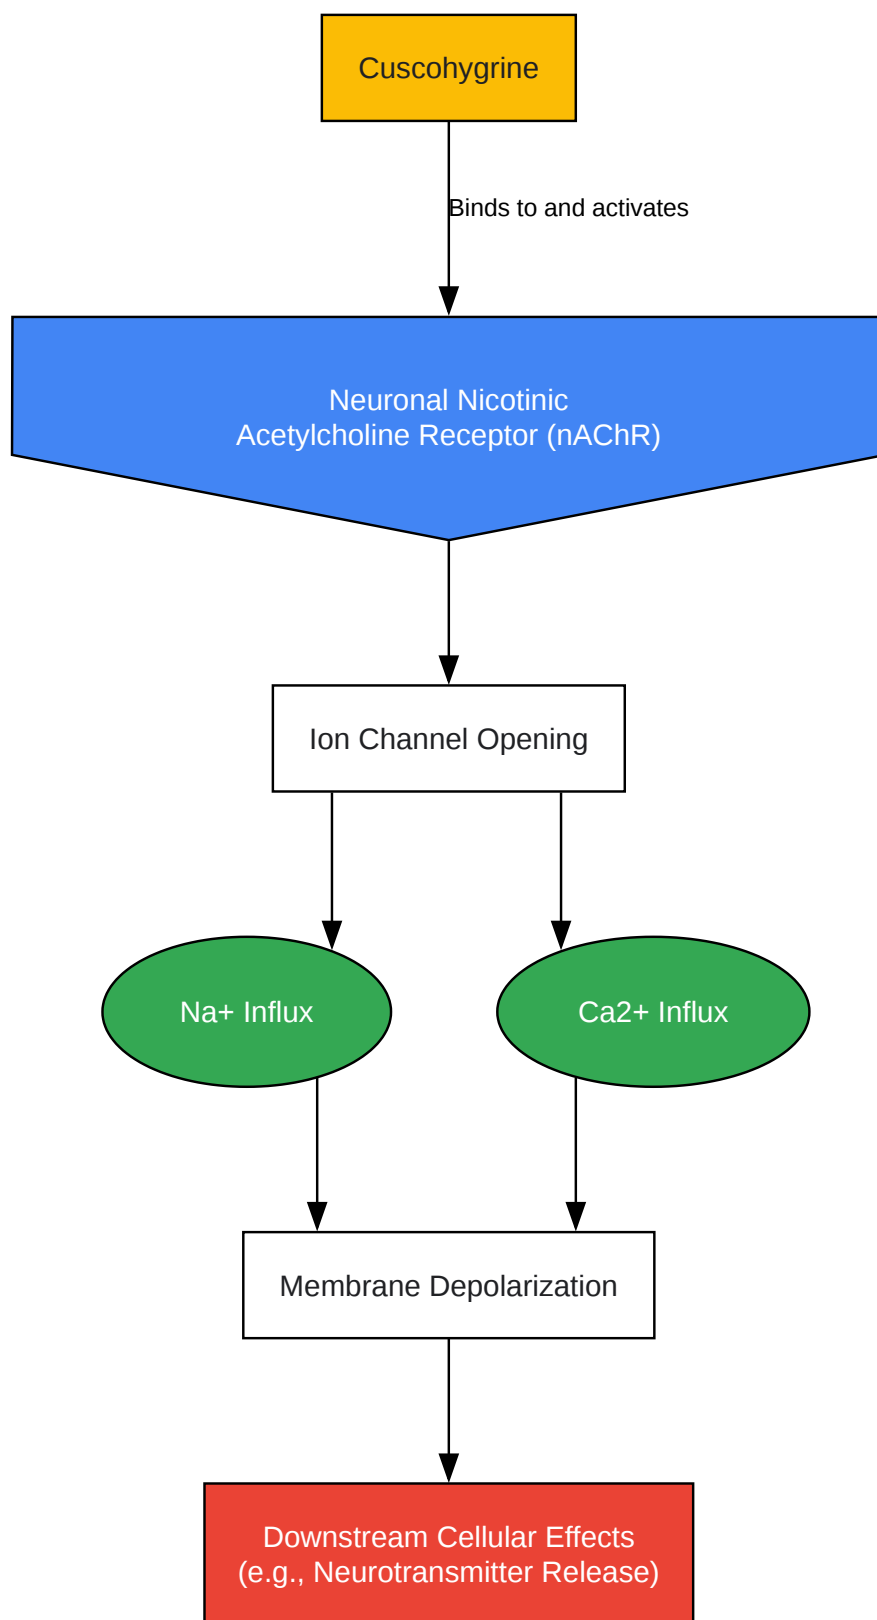 Cuscohygrine
Binds to and activates
Neuronal Nicotinic
Acetylcholine Receptor (nAChR)
Ion Channel Opening
Na+ Influx
Ca2+ Influx
Membrane Depolarization
Downstream Cellular Effects
(e.g., Neurotransmitter Release)